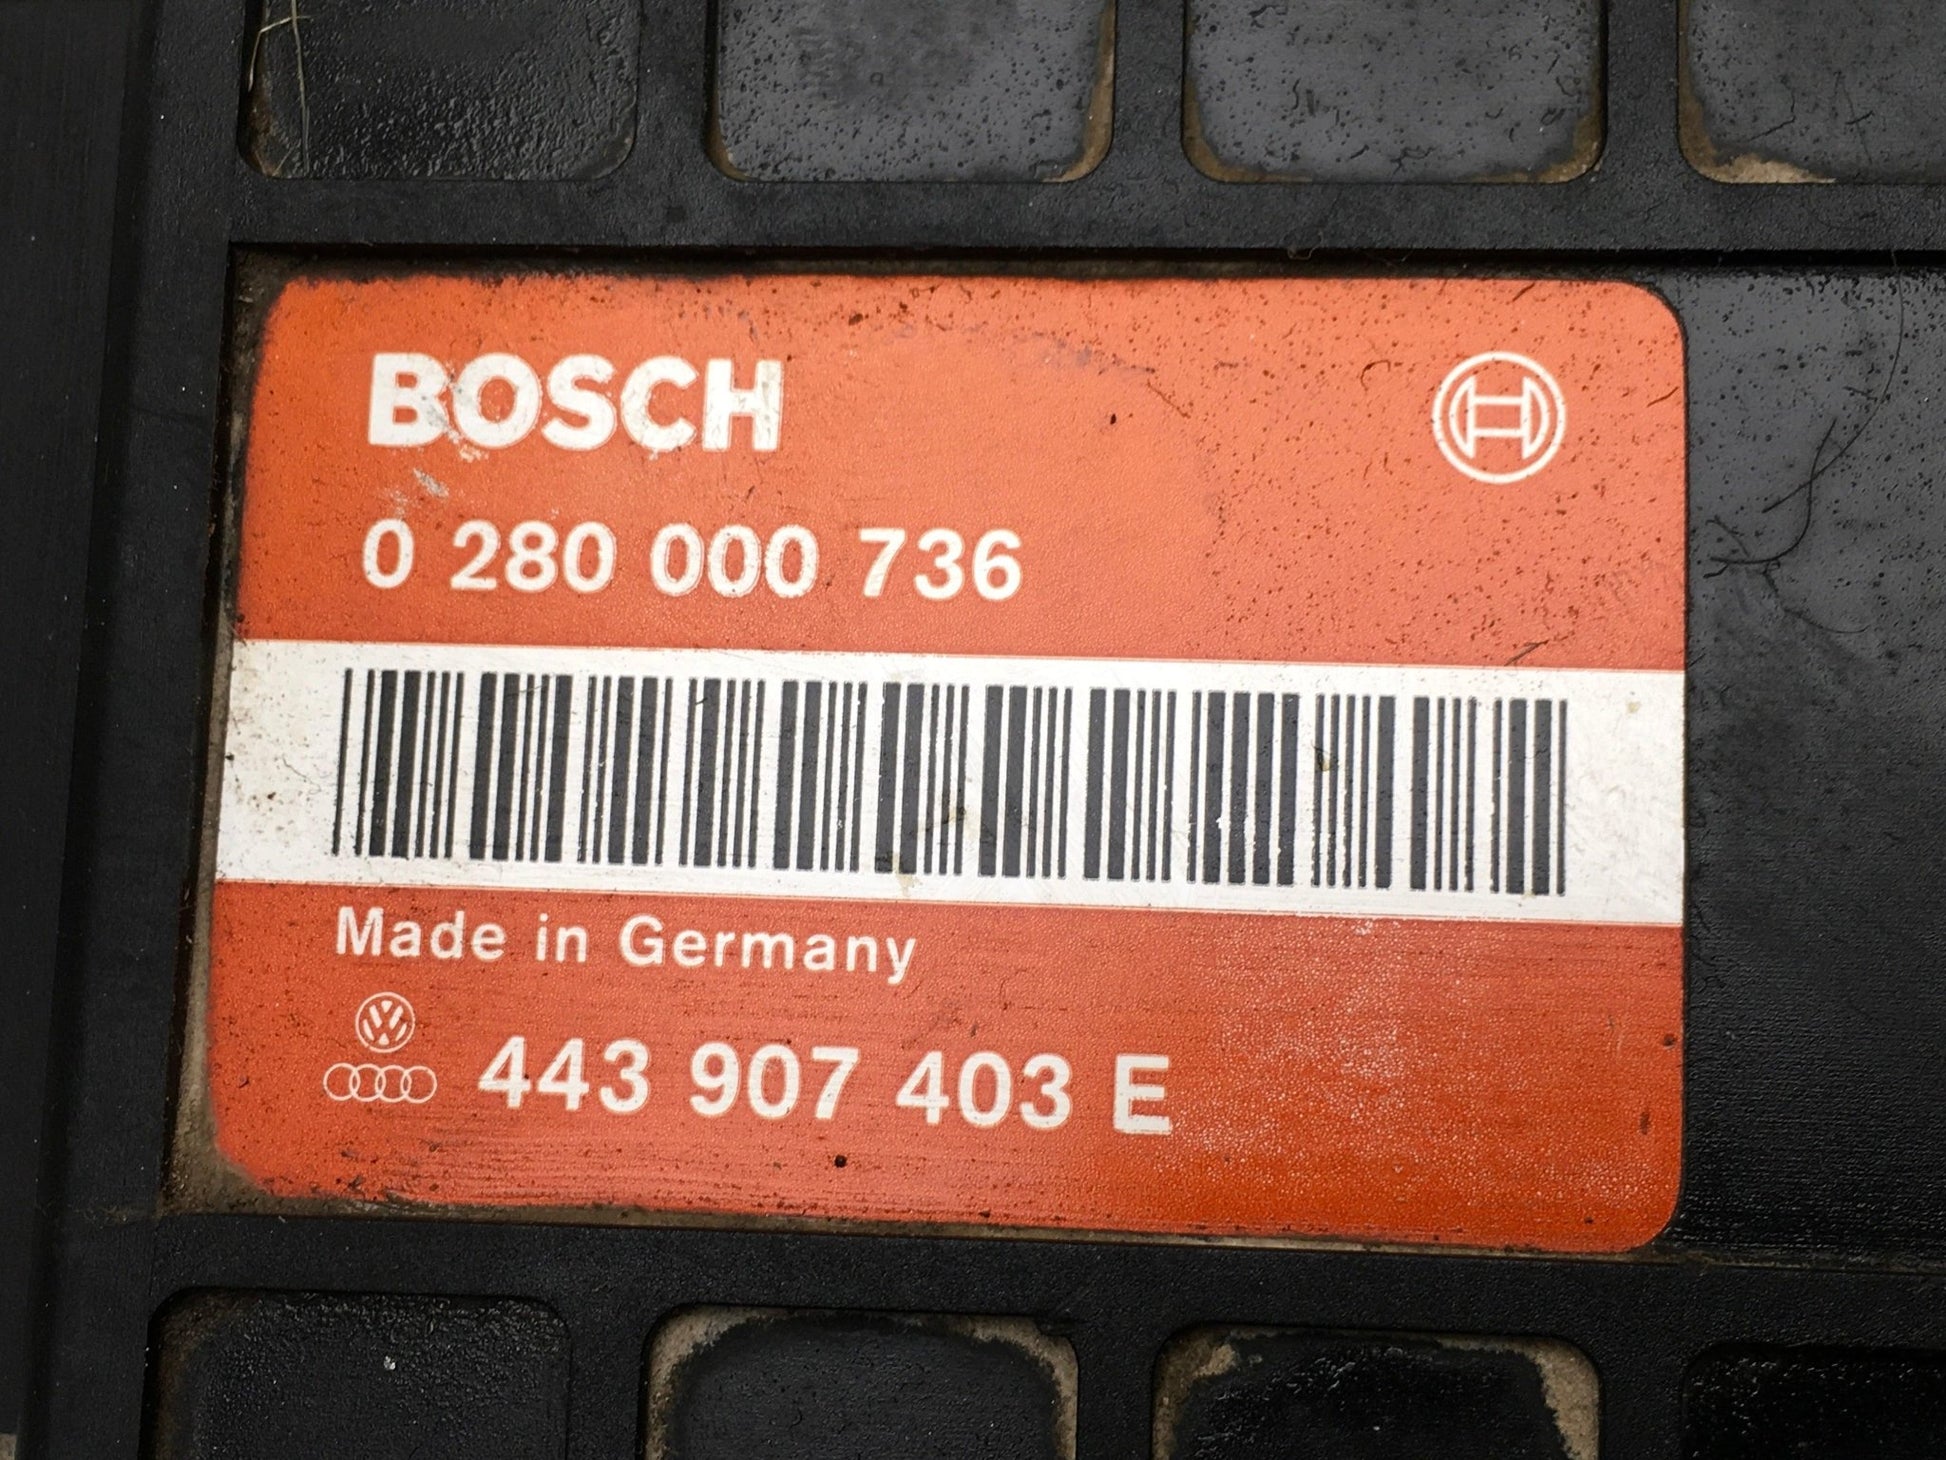 BOSCH
0 280 000 736
Made in Germany
443 907 403 E